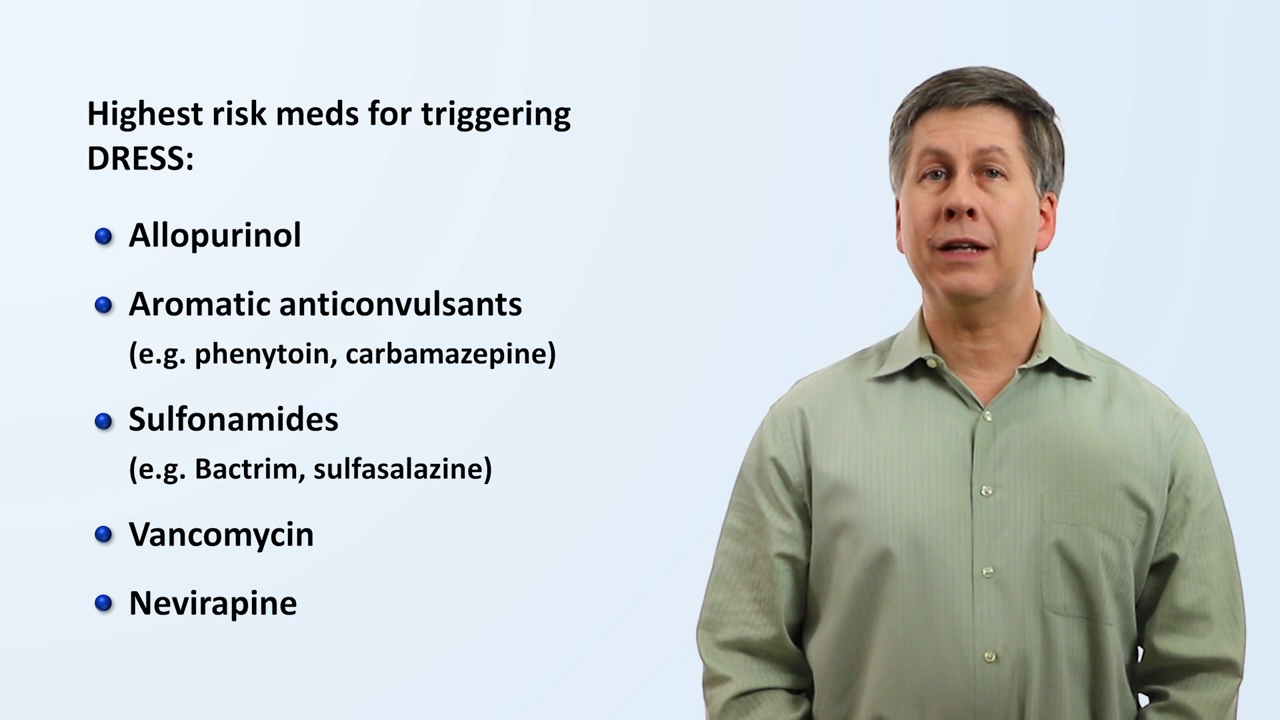 Highest risk meds for triggering
DRESS:
Allopurinol
Aromatic anticonvulsants
(e.g. phenytoin, carbamazepine)
Sulfonamides
(e.g. Bactrim, sulfasalazine)
Vancomycin
Nevirapine